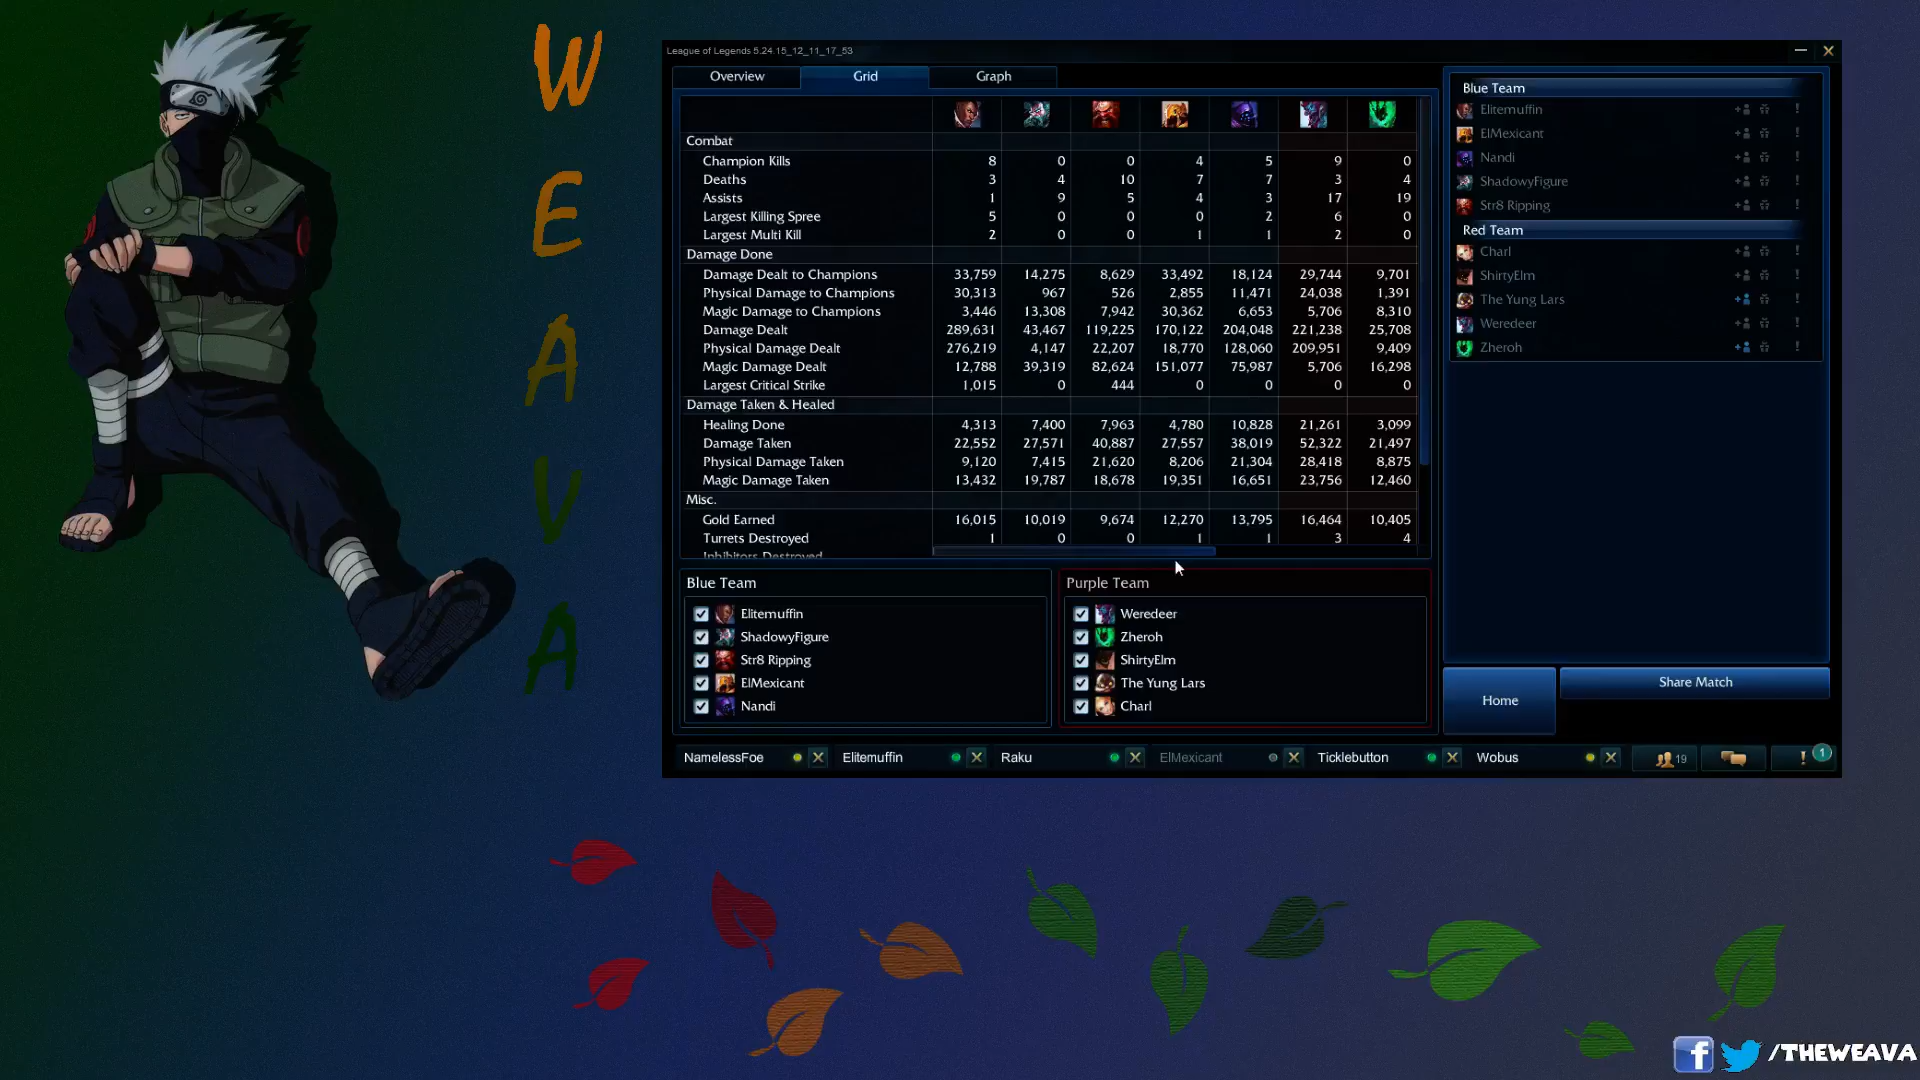 W
E
A
V
A
League of Legends 5.24.15_12_11_17_53
Overview Grid Graph
Combat
Champion Kills 8 0 0 4 5 9 0
Deaths 3 4 10 7 7 3 4
Assists 1 9 5 4 3 17 19
Largest Killing Spree 5 0 0 0 2 6 0
Largest Multi Kill 2 0 0 1 1 2 0
Damage Done
Damage Dealt to Champions 33,759 14,275 8,629 33,492 18,124 29,744 9,701
Physical Damage to Champions 30,313 967 526 2,855 11,471 24,038 1,391
Magic Damage to Champions 3,446 13,308 7,942 30,362 6,653 5,706 8,310
Damage Dealt 289,631 43,467 119,225 170,122 204,048 221,238 25,708
Physical Damage Dealt 276,219 4,147 22,207 18,770 128,060 209,951 9,409
Magic Damage Dealt 12,788 39,319 82,624 151,077 75,987 5,706 16,298
Largest Critical Strike 1,015 0 444 0 0 0 0
Damage Taken & Healed
Healing Done 4,313 7,400 7,963 4,780 10,828 21,261 3,099
Damage Taken 22,552 27,571 40,887 27,557 38,019 52,322 21,497
Physical Damage Taken 9,120 7,415 21,620 8,206 21,304 28,418 8,875
Magic Damage Taken 13,432 19,787 18,678 19,351 16,651 23,756 12,460
Misc.
Gold Earned 16,015 10,019 9,674 12,270 13,795 16,464 10,405
Turrets Destroyed 1 0 0 1 1 3 4
Inhibitors Destroyed
Blue Team
Elitemuffin
ShadowyFigure
Str8 Ripping
ElMexicant
Nandi
Purple Team
Weredeer
Zheroh
ShirtyElm
The Yung Lars
Charl
Blue Team
Elitemuffin
ElMexicant
Nandi
ShadowyFigure
Str8 Ripping
Red Team
Charl
ShirtyElm
The Yung Lars
Weredeer
Zheroh
Home
Share Match
NamelessFoe Elitemuffin Raku ElMexicant Ticklebutton Wobus 19 ! 1
f /THEWEAVA